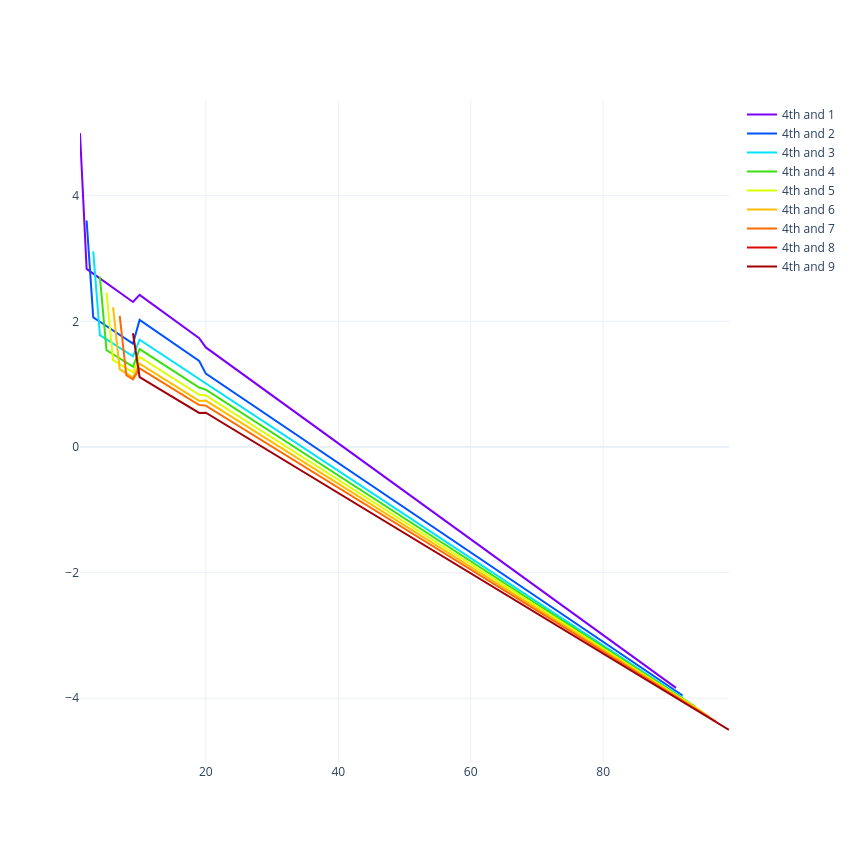 4th and 1
4th and 2
4th and 3
4th and 4
4th and 5
4th and 6
4th and 7
4th and 8
4th and 9
4
2
0
−2
−4
20
40
60
80